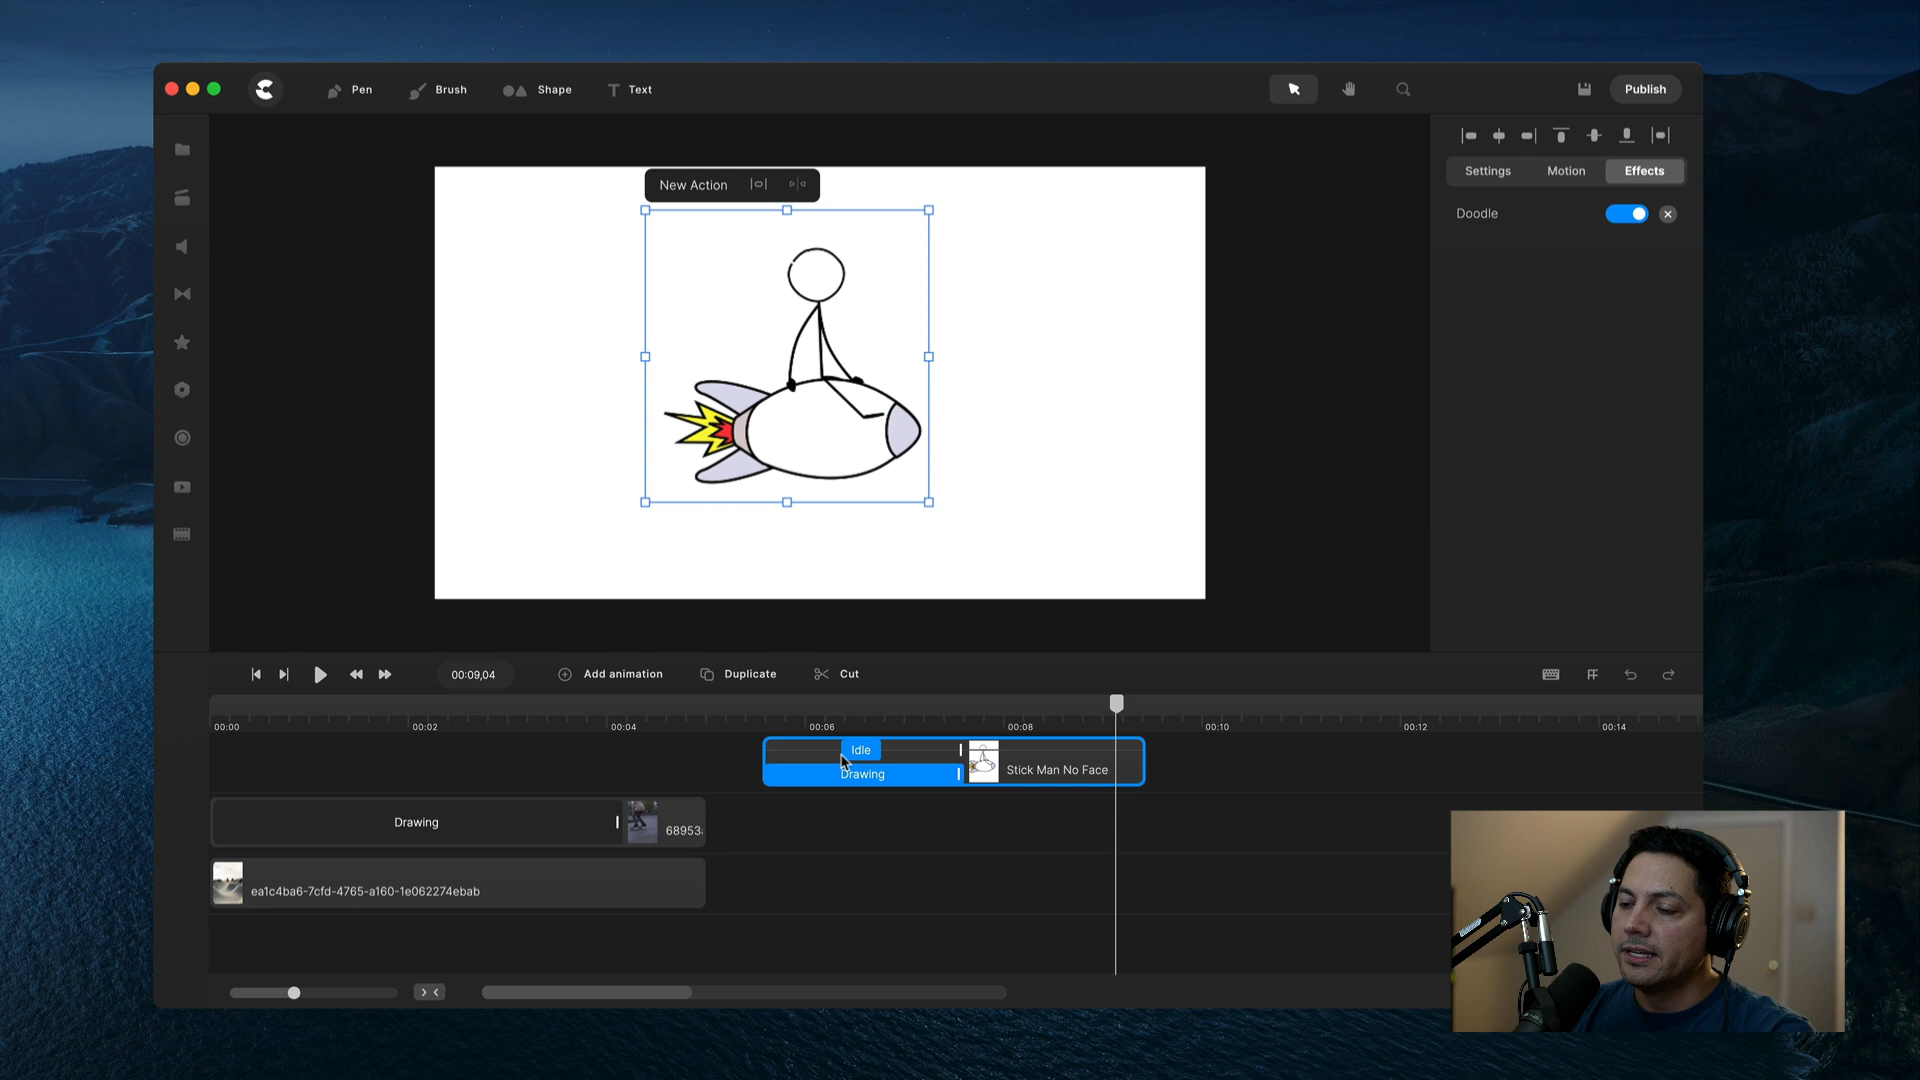 Pen
Brush
Shape
Text
Publish
New Action
Settings
Motion
Effects
Doodle
00:09,04
Add animation
Duplicate
Cut
00:00
00:02
00:04
00:06
00:08
00:10
00:12
00:14
Idle
Drawing
Stick Man No Face
Drawing
68953
ea1c4ba6-7cfd-4765-a160-1e062274ebab